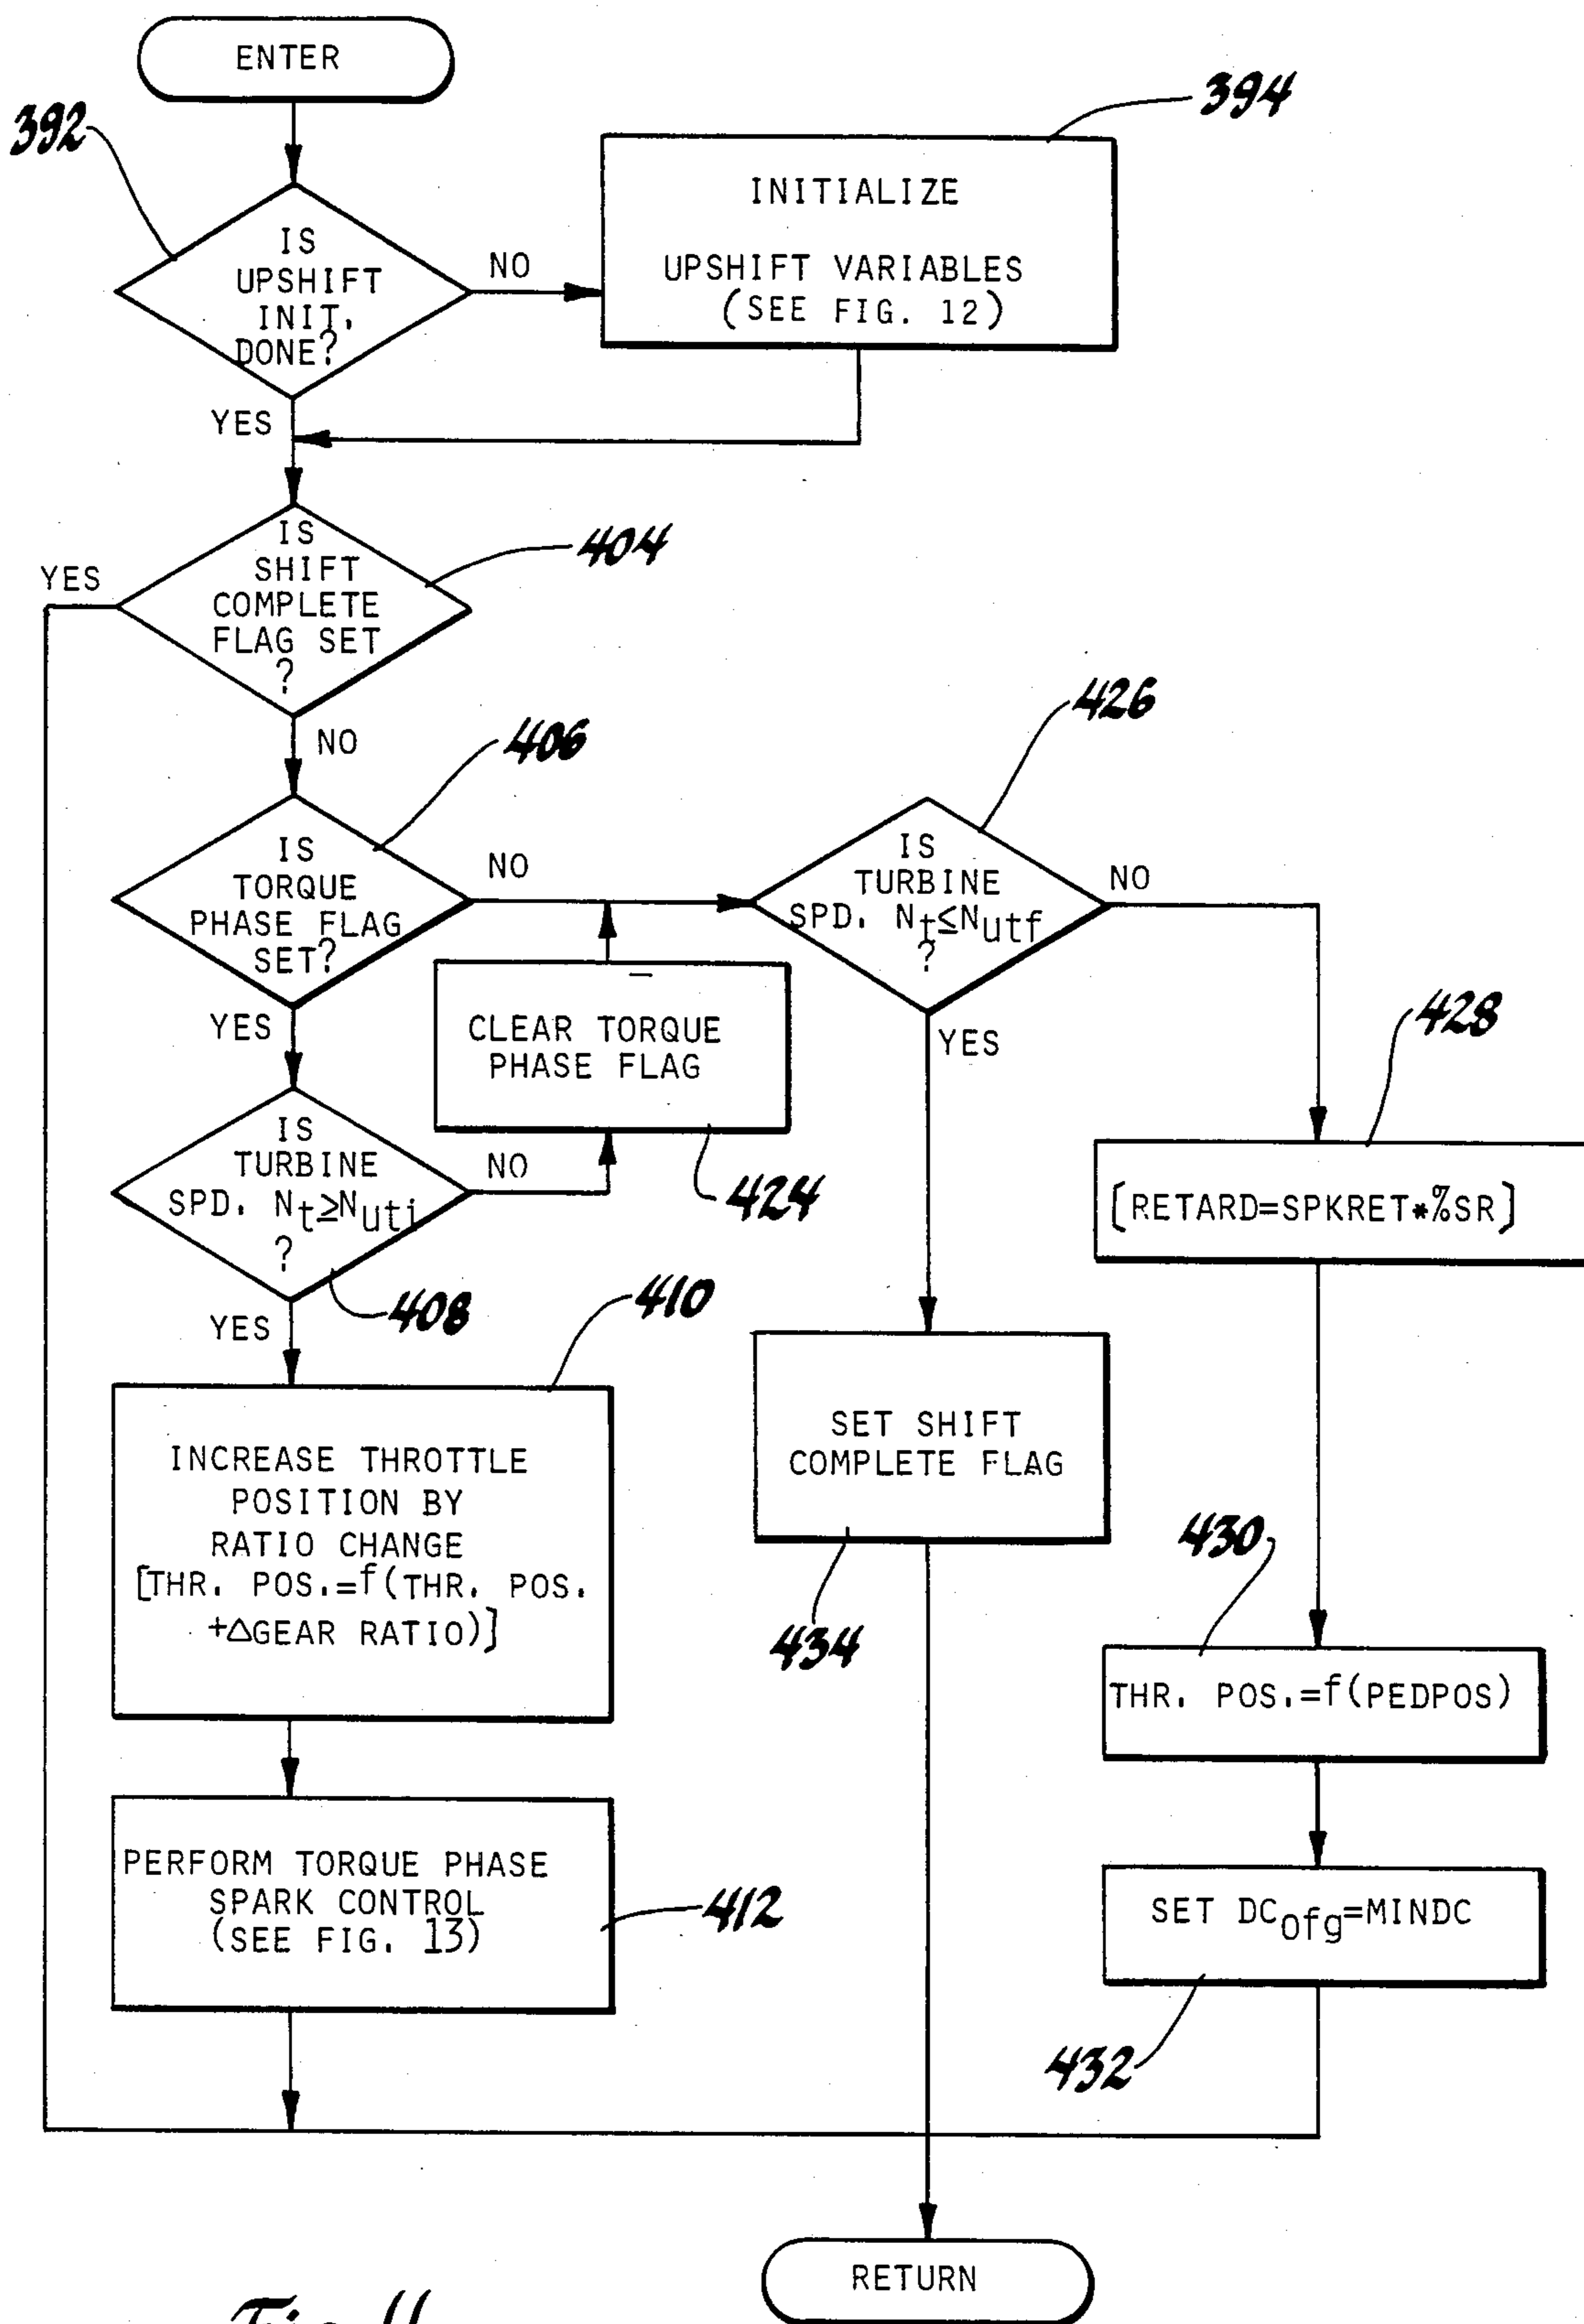 ENTER
392
394
IS
UPSHIFT
INIT.
DONE?
NO
INITIALIZE
UPSHIFT VARIABLES
(SEE FIG. 12)
YES
IS
SHIFT
COMPLETE
FLAG SET
?
404
YES
NO
406
426
IS
TORQUE
PHASE FLAG
SET?
NO
IS
TURBINE
SPD. Nt≤Nutf
?
NO
YES
CLEAR TORQUE
PHASE FLAG
YES
428
IS
TURBINE
SPD. Nt≥Nuti
?
NO
424
[RETARD=SPKRET*%SR]
408
YES
410
INCREASE THROTTLE
POSITION BY
RATIO CHANGE
[THR. POS.=f(THR. POS.
+△GEAR RATIO)]
SET SHIFT
COMPLETE FLAG
434
430
THR. POS.=f(PEDPOS)
PERFORM TORQUE PHASE
SPARK CONTROL
(SEE FIG. 13)
412
SET DCofg=MINDC
432
RETURN
Fig. 11